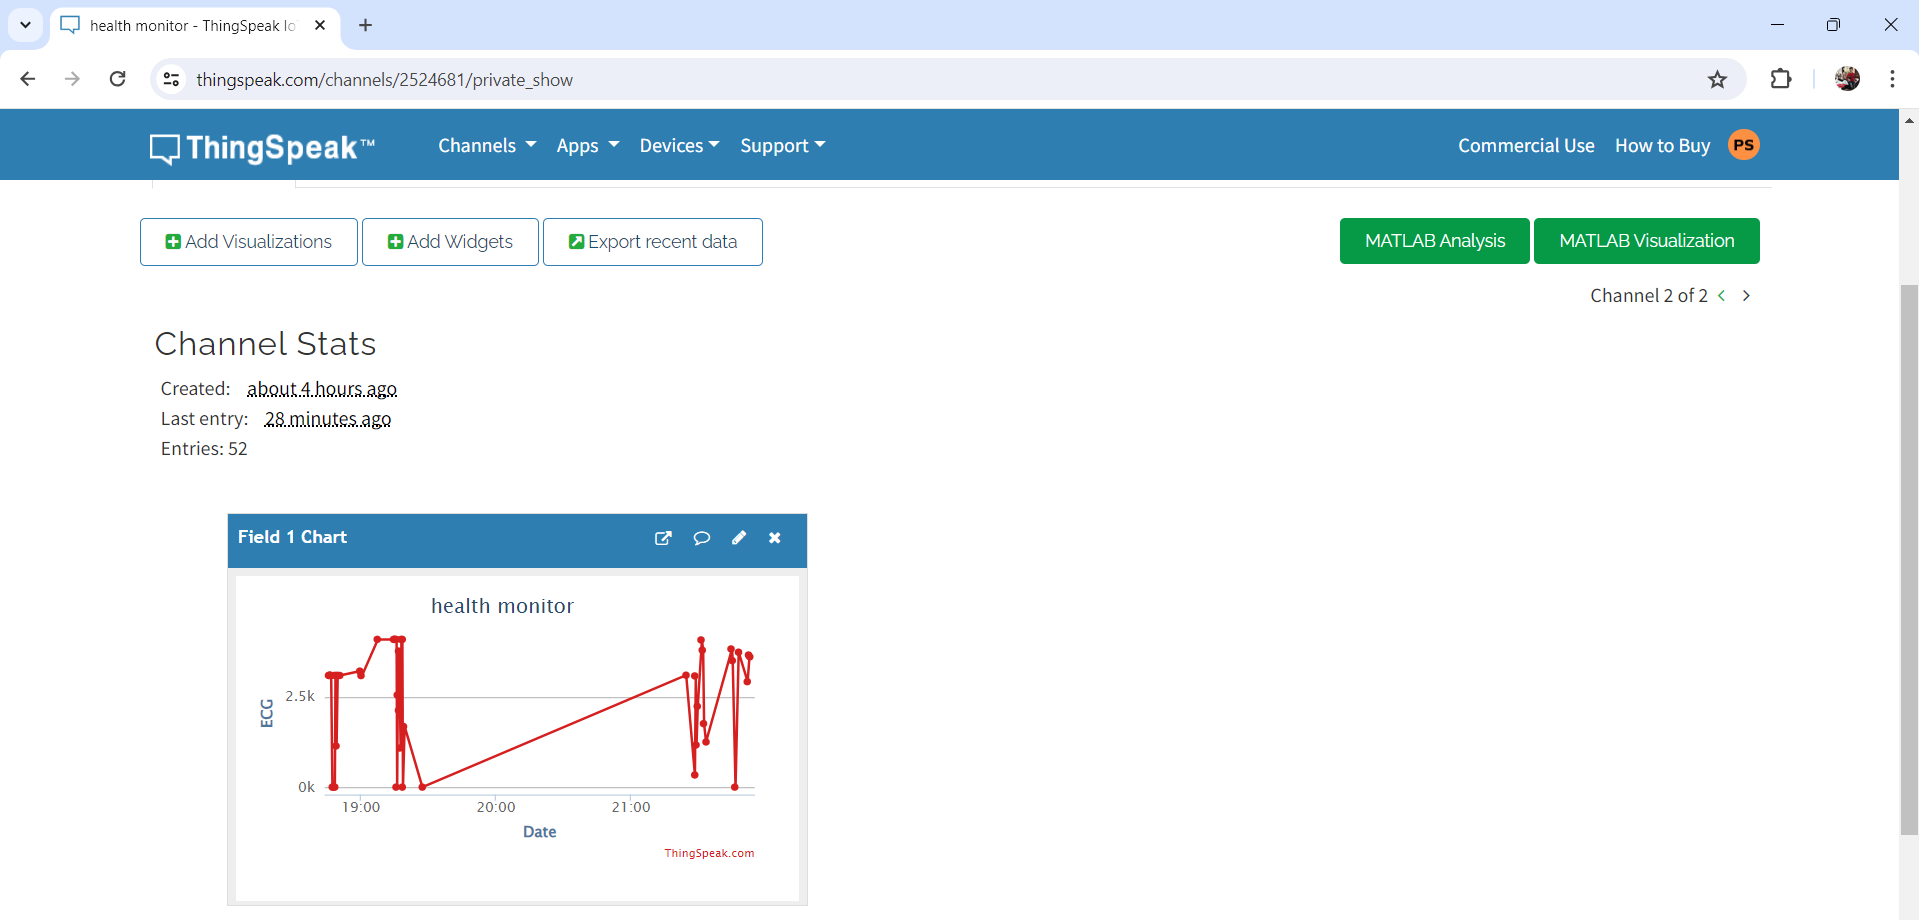 health monitor - ThingSpeak Io
thingspeak.com/channels/2524681/private_show
ThingSpeak™ Channels Apps Devices Support Commercial Use How to Buy PS
Add Visualizations Add Widgets Export recent data MATLAB Analysis MATLAB Visualization
Channel 2 of 2
Channel Stats
Created: about 4 hours ago
Last entry: 28 minutes ago
Entries: 52
Field 1 Chart
health monitor
ECG
2.5k
0k
19:00 20:00 21:00
Date
ThingSpeak.com